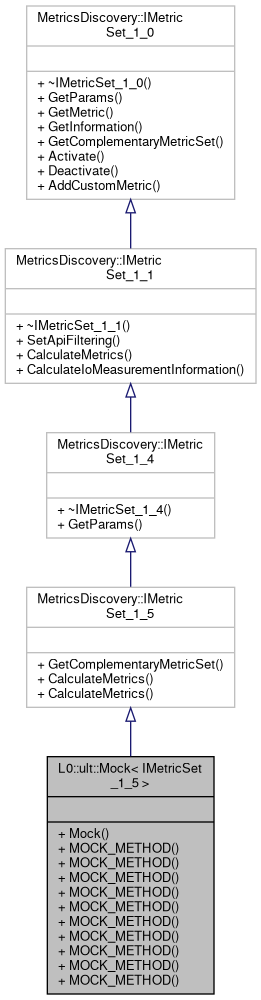 MetricsDiscovery::IMetric
Set_1_0
+ ~IMetricSet_1_0()
+ GetParams()
+ GetMetric()
+ GetInformation()
+ GetComplementaryMetricSet()
+ Activate()
+ Deactivate()
+ AddCustomMetric()
MetricsDiscovery::IMetric
Set_1_1
+ ~IMetricSet_1_1()
+ SetApiFiltering()
+ CalculateMetrics()
+ CalculateIoMeasurementInformation()
MetricsDiscovery::IMetric
Set_1_4
+ ~IMetricSet_1_4()
+ GetParams()
MetricsDiscovery::IMetric
Set_1_5
+ GetComplementaryMetricSet()
+ CalculateMetrics()
+ CalculateMetrics()
L0::ult::Mock< IMetricSet
_1_5 >
+ Mock()
+ MOCK_METHOD()
+ MOCK_METHOD()
+ MOCK_METHOD()
+ MOCK_METHOD()
+ MOCK_METHOD()
+ MOCK_METHOD()
+ MOCK_METHOD()
+ MOCK_METHOD()
+ MOCK_METHOD()
+ MOCK_METHOD()